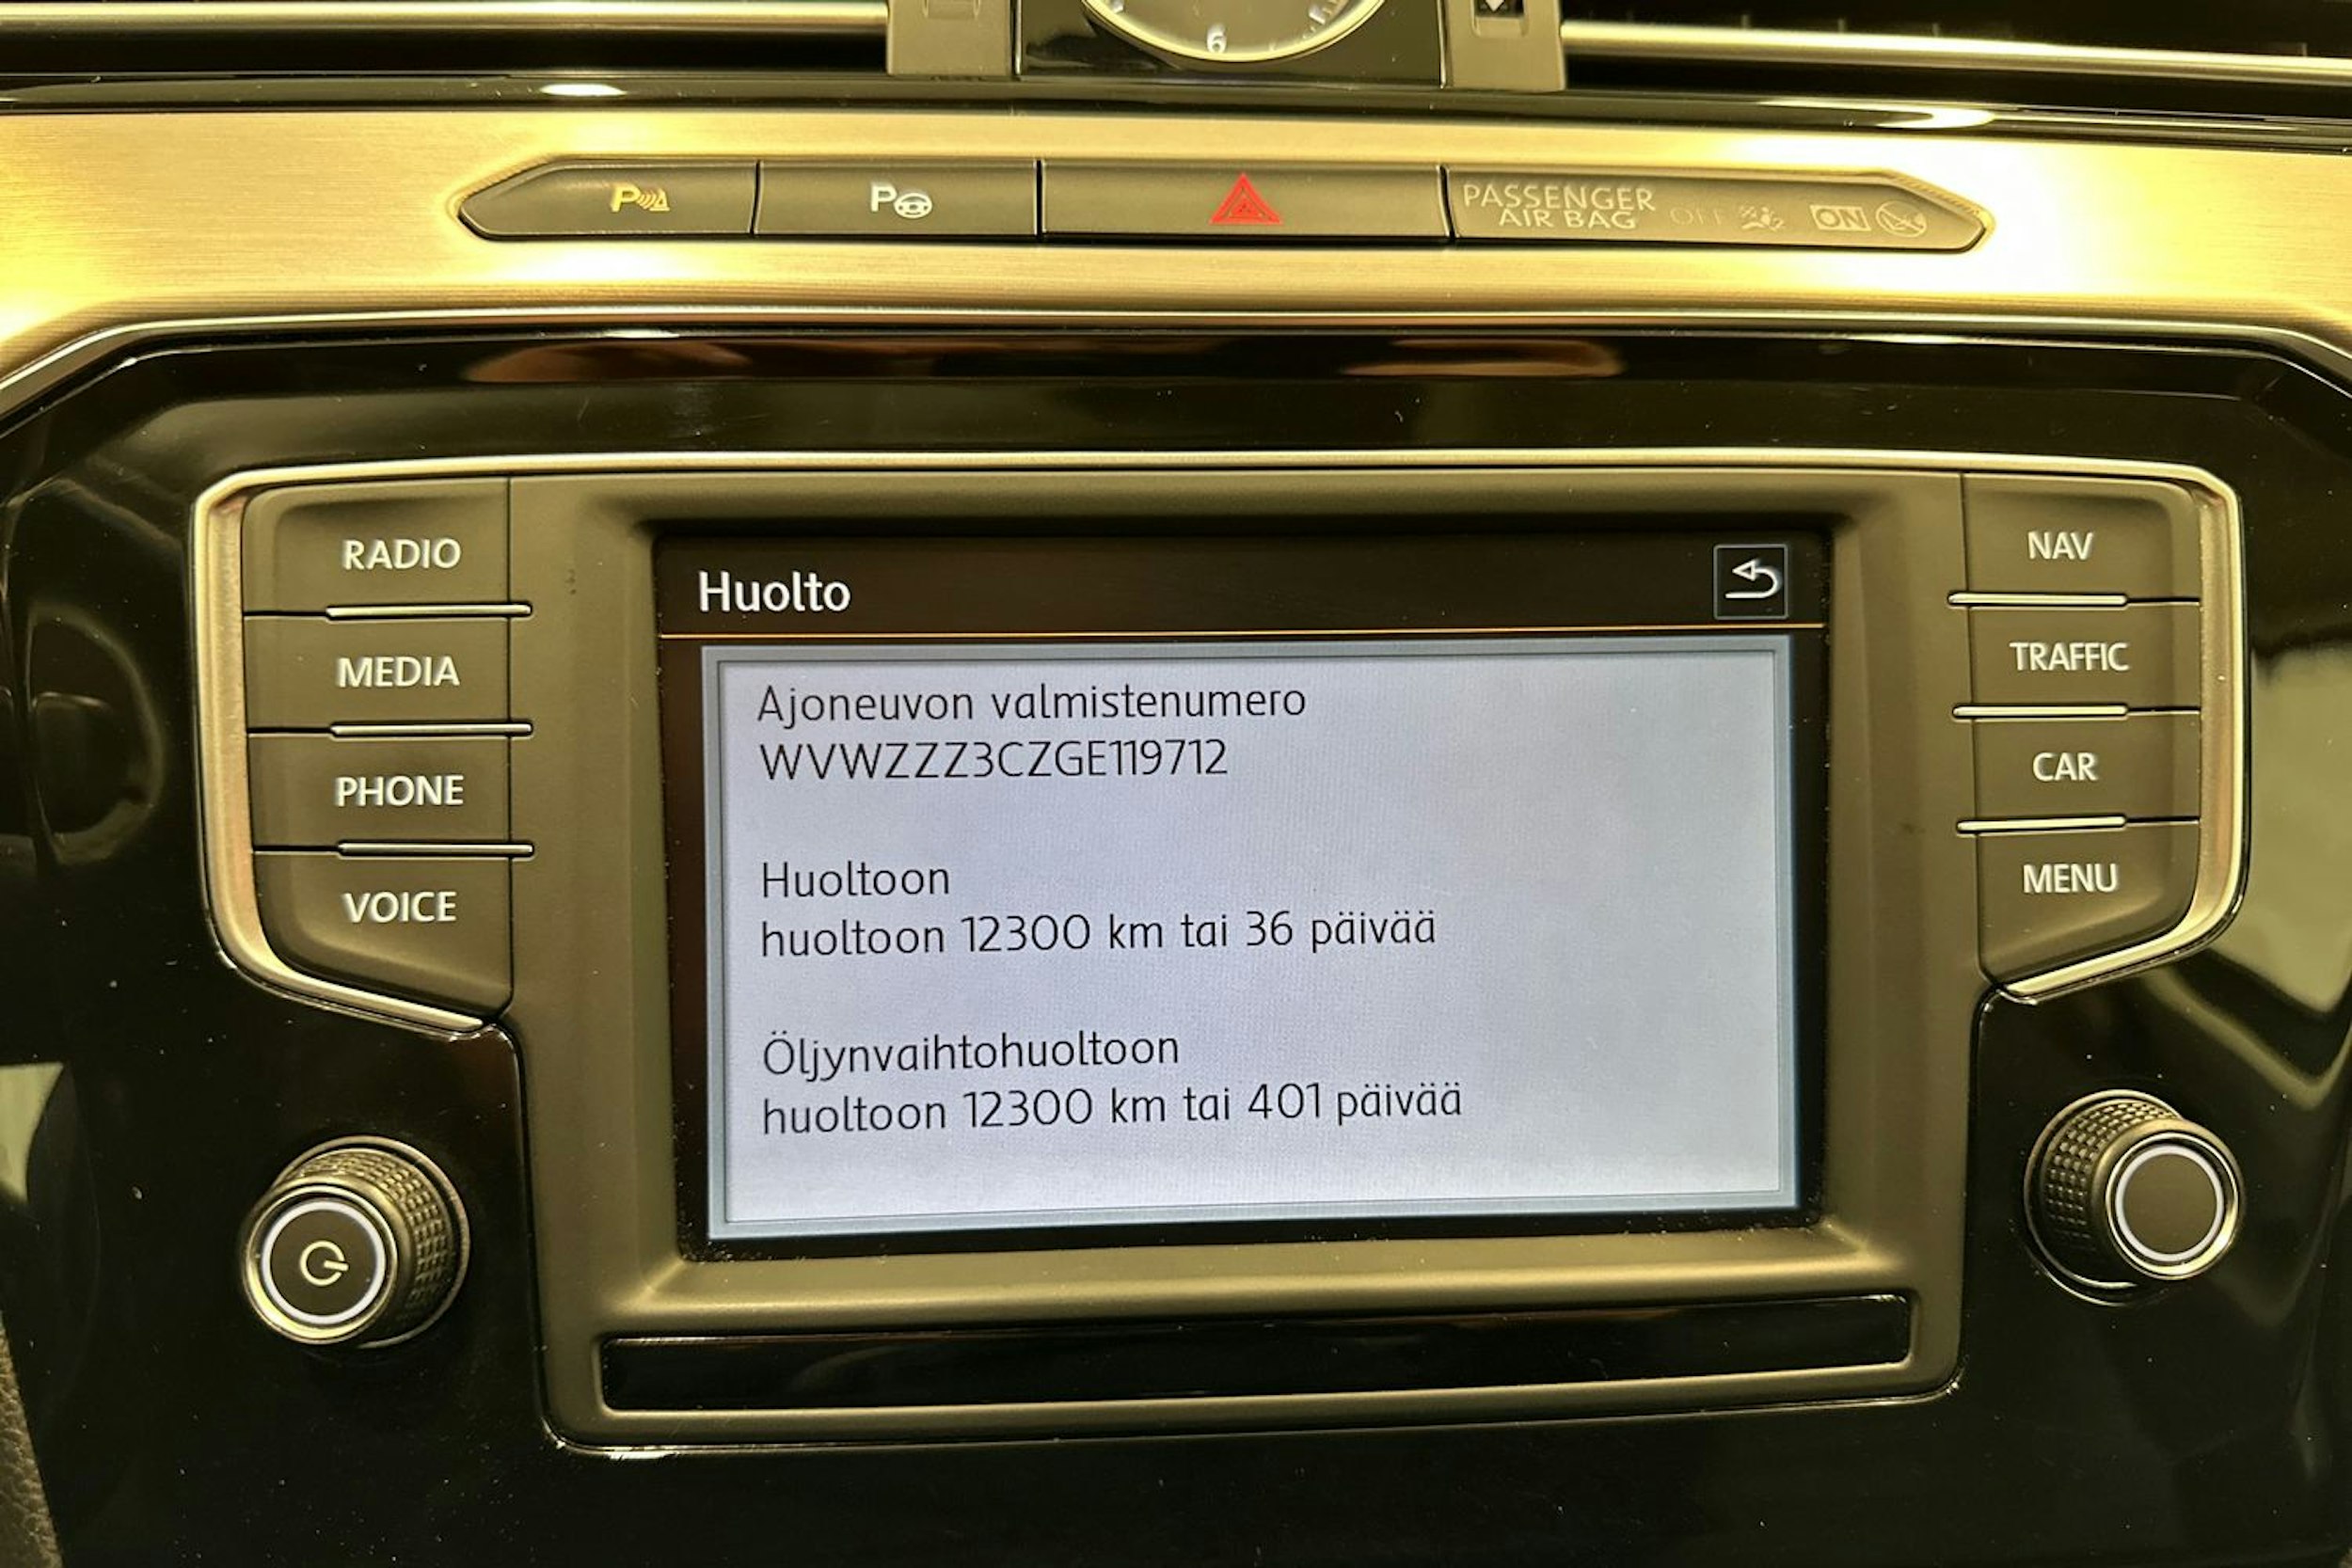 6
P
P
PASSENGER
AIR BAG OFF ON
RADIO
MEDIA
PHONE
VOICE
Huolto
Ajoneuvon valmistenumero
WVWZZZ3CZGE119712
Huoltoon
huoltoon 12300 km tai 36 päivää
Öljynvaihtohuoltoon
huoltoon 12300 km tai 401 päivää
NAV
TRAFFIC
CAR
MENU